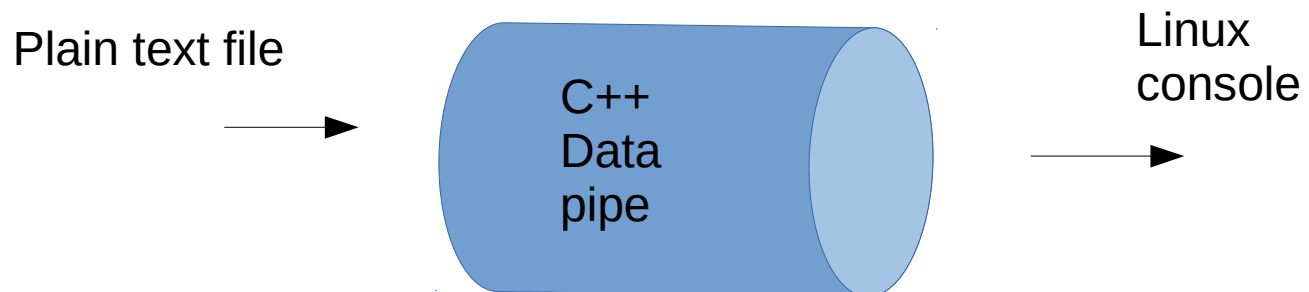 Plain text file
C++
Data
pipe
Linux
console